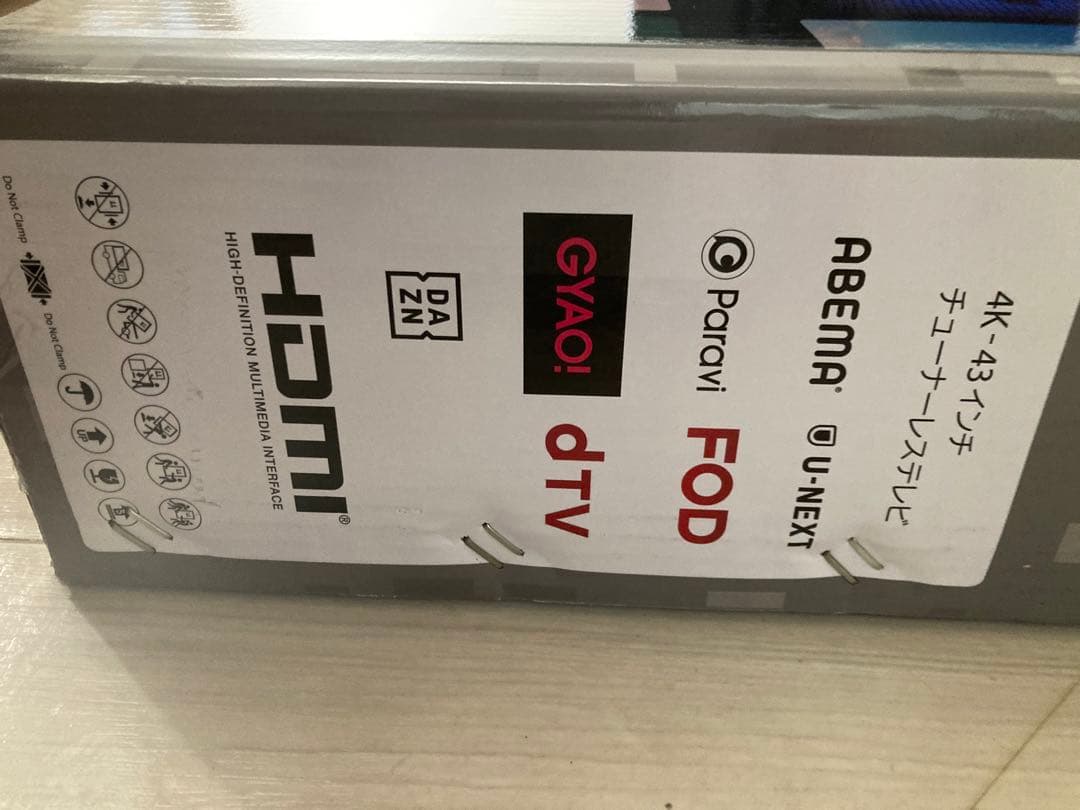 4K-43インチ
チューナーレステレビ
ABEMA U-NEXT
Paravi FOD
GYAO! dTV
DAZN
HDMI®
HIGH-DEFINITION MULTIMEDIA INTERFACE
UP
Do Not Clamp Do Not Clamp